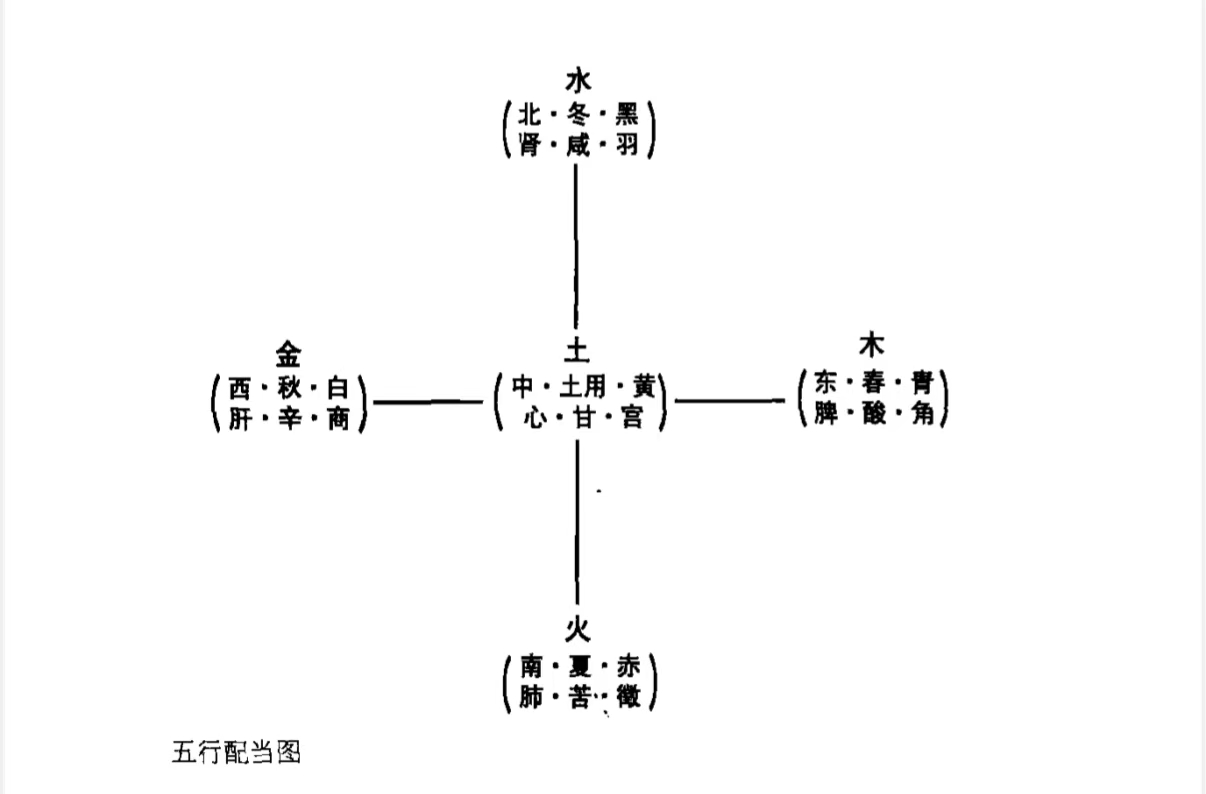 水
(北·冬·黑
肾·咸·羽)
金
(西·秋·白
肝·辛·商)
土
(中·土用·黄
心·甘·宫)
木
(东·春·青
脾·酸·角)
火
(南·夏·赤
肺·苦·徵)
五行配当图